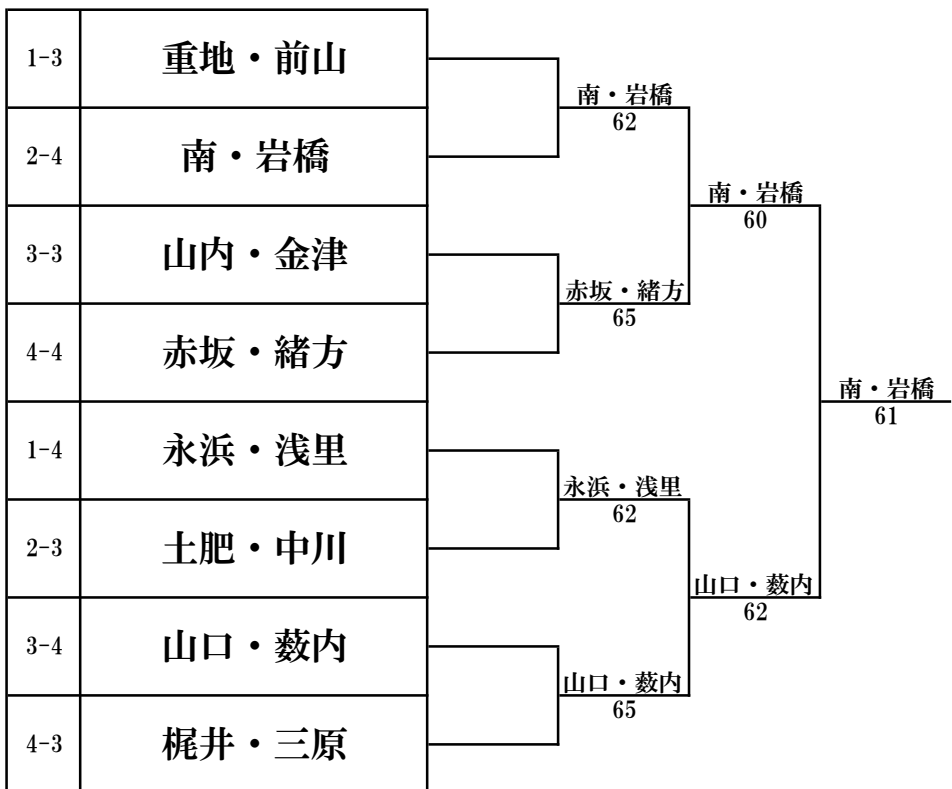 1-3 重地・前山
2-4 南・岩橋
3-3 山内・金津
4-4 赤坂・緒方
1-4 永浜・浅里
2-3 土肥・中川
3-4 山口・薮内
4-3 梶井・三原
南・岩橋
62
赤坂・緒方
65
永浜・浅里
62
山口・薮内
65
南・岩橋
60
山口・薮内
62
南・岩橋
61